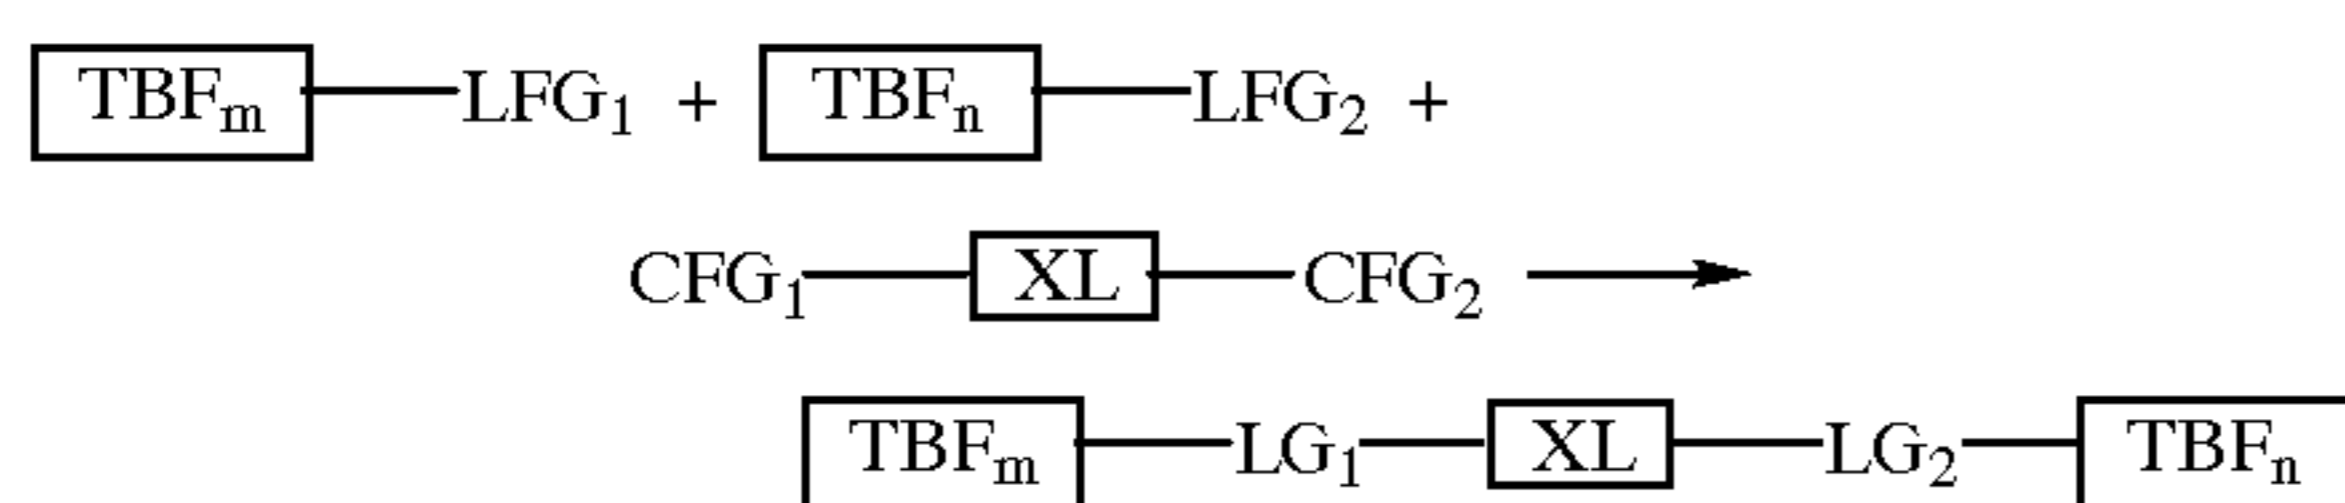 TBFₘ LFG₁ + TBFₙ LFG₂ +
CFG₁ XL CFG₂
TBFₘ LG₁ XL LG₂ TBFₙ